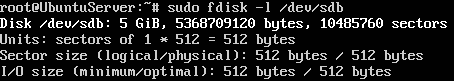 root@UbuntuServer:~# sudo fdisk -l /dev/sdb
Disk /dev/sdb: 5 GiB, 5368709120 bytes, 10485760 sectors
Units: sectors of 1 * 512 = 512 bytes
Sector size (logical/physical): 512 bytes / 512 bytes
I/O size (minimum/optimal): 512 bytes / 512 bytes